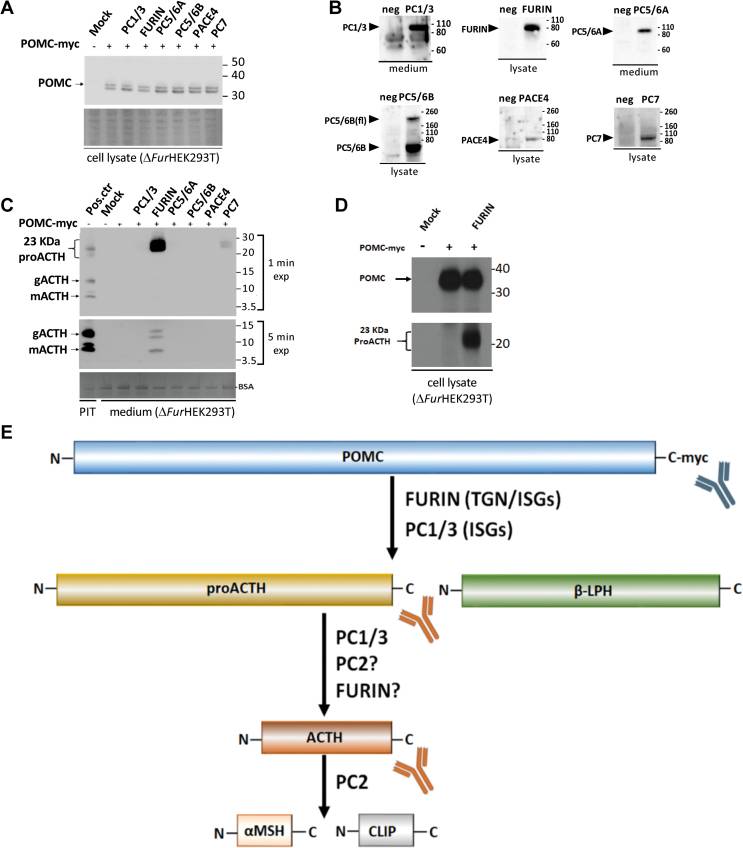 A
Mock
PC1/3
FURIN
PC5/6A
PC5/6B
PACE4
PC7
POMC-myc - + + + + + + +
50
40
30
POMC
cell lysate (ΔFurHEK293T)
B
neg PC1/3
PC1/3
110
80
60
medium
neg FURIN
FURIN
110
80
60
lysate
neg PC5/6A
PC5/6A
110
80
60
medium
neg PC5/6B
PC5/6B(fl)
PC5/6B
260
160
110
80
60
lysate
neg PACE4
PACE4
260
160
110
80
60
lysate
neg PC7
PC7
260
160
110
80
lysate
C
Pos.ctr
Mock
PC1/3
FURIN
PC5/6A
PC5/6B
PACE4
PC7
POMC-myc - - + + + + + +
23 KDa
proACTH
gACTH
mACTH
30
20
15
10
3.5
1 min
exp
gACTH
mACTH
15
10
3.5
5 min
exp
BSA
PIT
medium (ΔFurHEK293T)
D
Mock
FURIN
POMC-myc - + +
POMC
40
30
23 KDa
ProACTH
20
cell lysate
(ΔFurHEK293T)
E
N
POMC
C-myc
FURIN (TGN/ISGs)
PC1/3 (ISGs)
N
proACTH
C
N
β-LPH
C
PC1/3
PC2?
FURIN?
N
ACTH
C
PC2
N
αMSH
C
N
CLIP
C